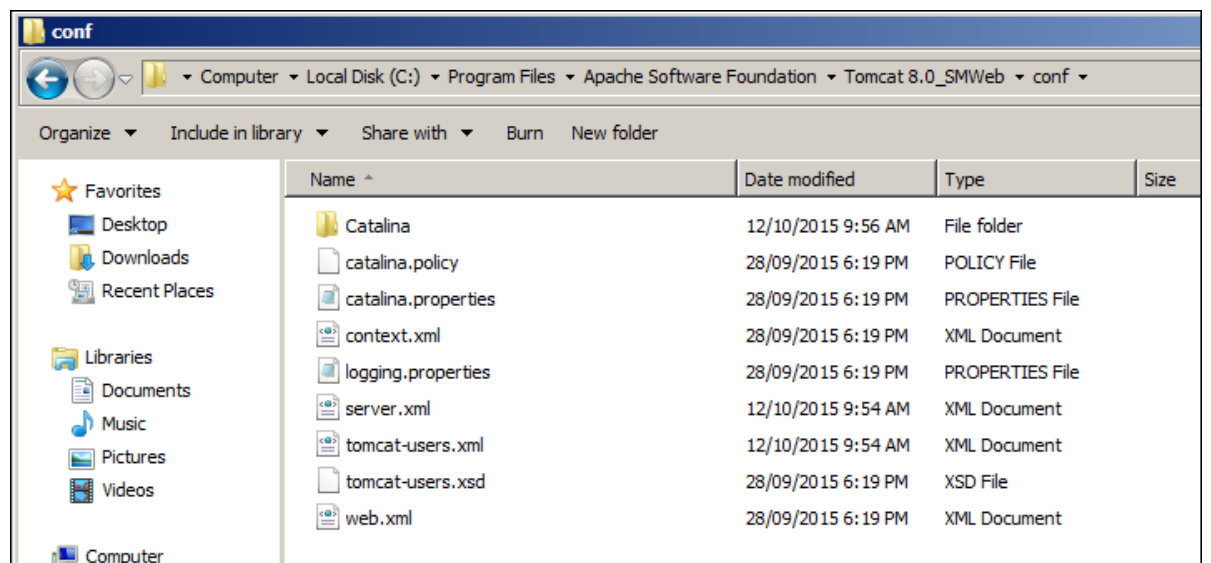 conf
Computer Local Disk (C:) Program Files Apache Software Foundation Tomcat 8.0_SMWeb conf
Organize Include in library Share with Burn New folder
Name Date modified Type Size
Favorites
Desktop
Downloads
Recent Places
Libraries
Documents
Music
Pictures
Videos
Computer
Catalina 12/10/2015 9:56 AM File folder
catalina.policy 28/09/2015 6:19 PM POLICY File
catalina.properties 28/09/2015 6:19 PM PROPERTIES File
context.xml 28/09/2015 6:19 PM XML Document
logging.properties 28/09/2015 6:19 PM PROPERTIES File
server.xml 12/10/2015 9:54 AM XML Document
tomcat-users.xml 12/10/2015 9:54 AM XML Document
tomcat-users.xsd 28/09/2015 6:19 PM XSD File
web.xml 28/09/2015 6:19 PM XML Document